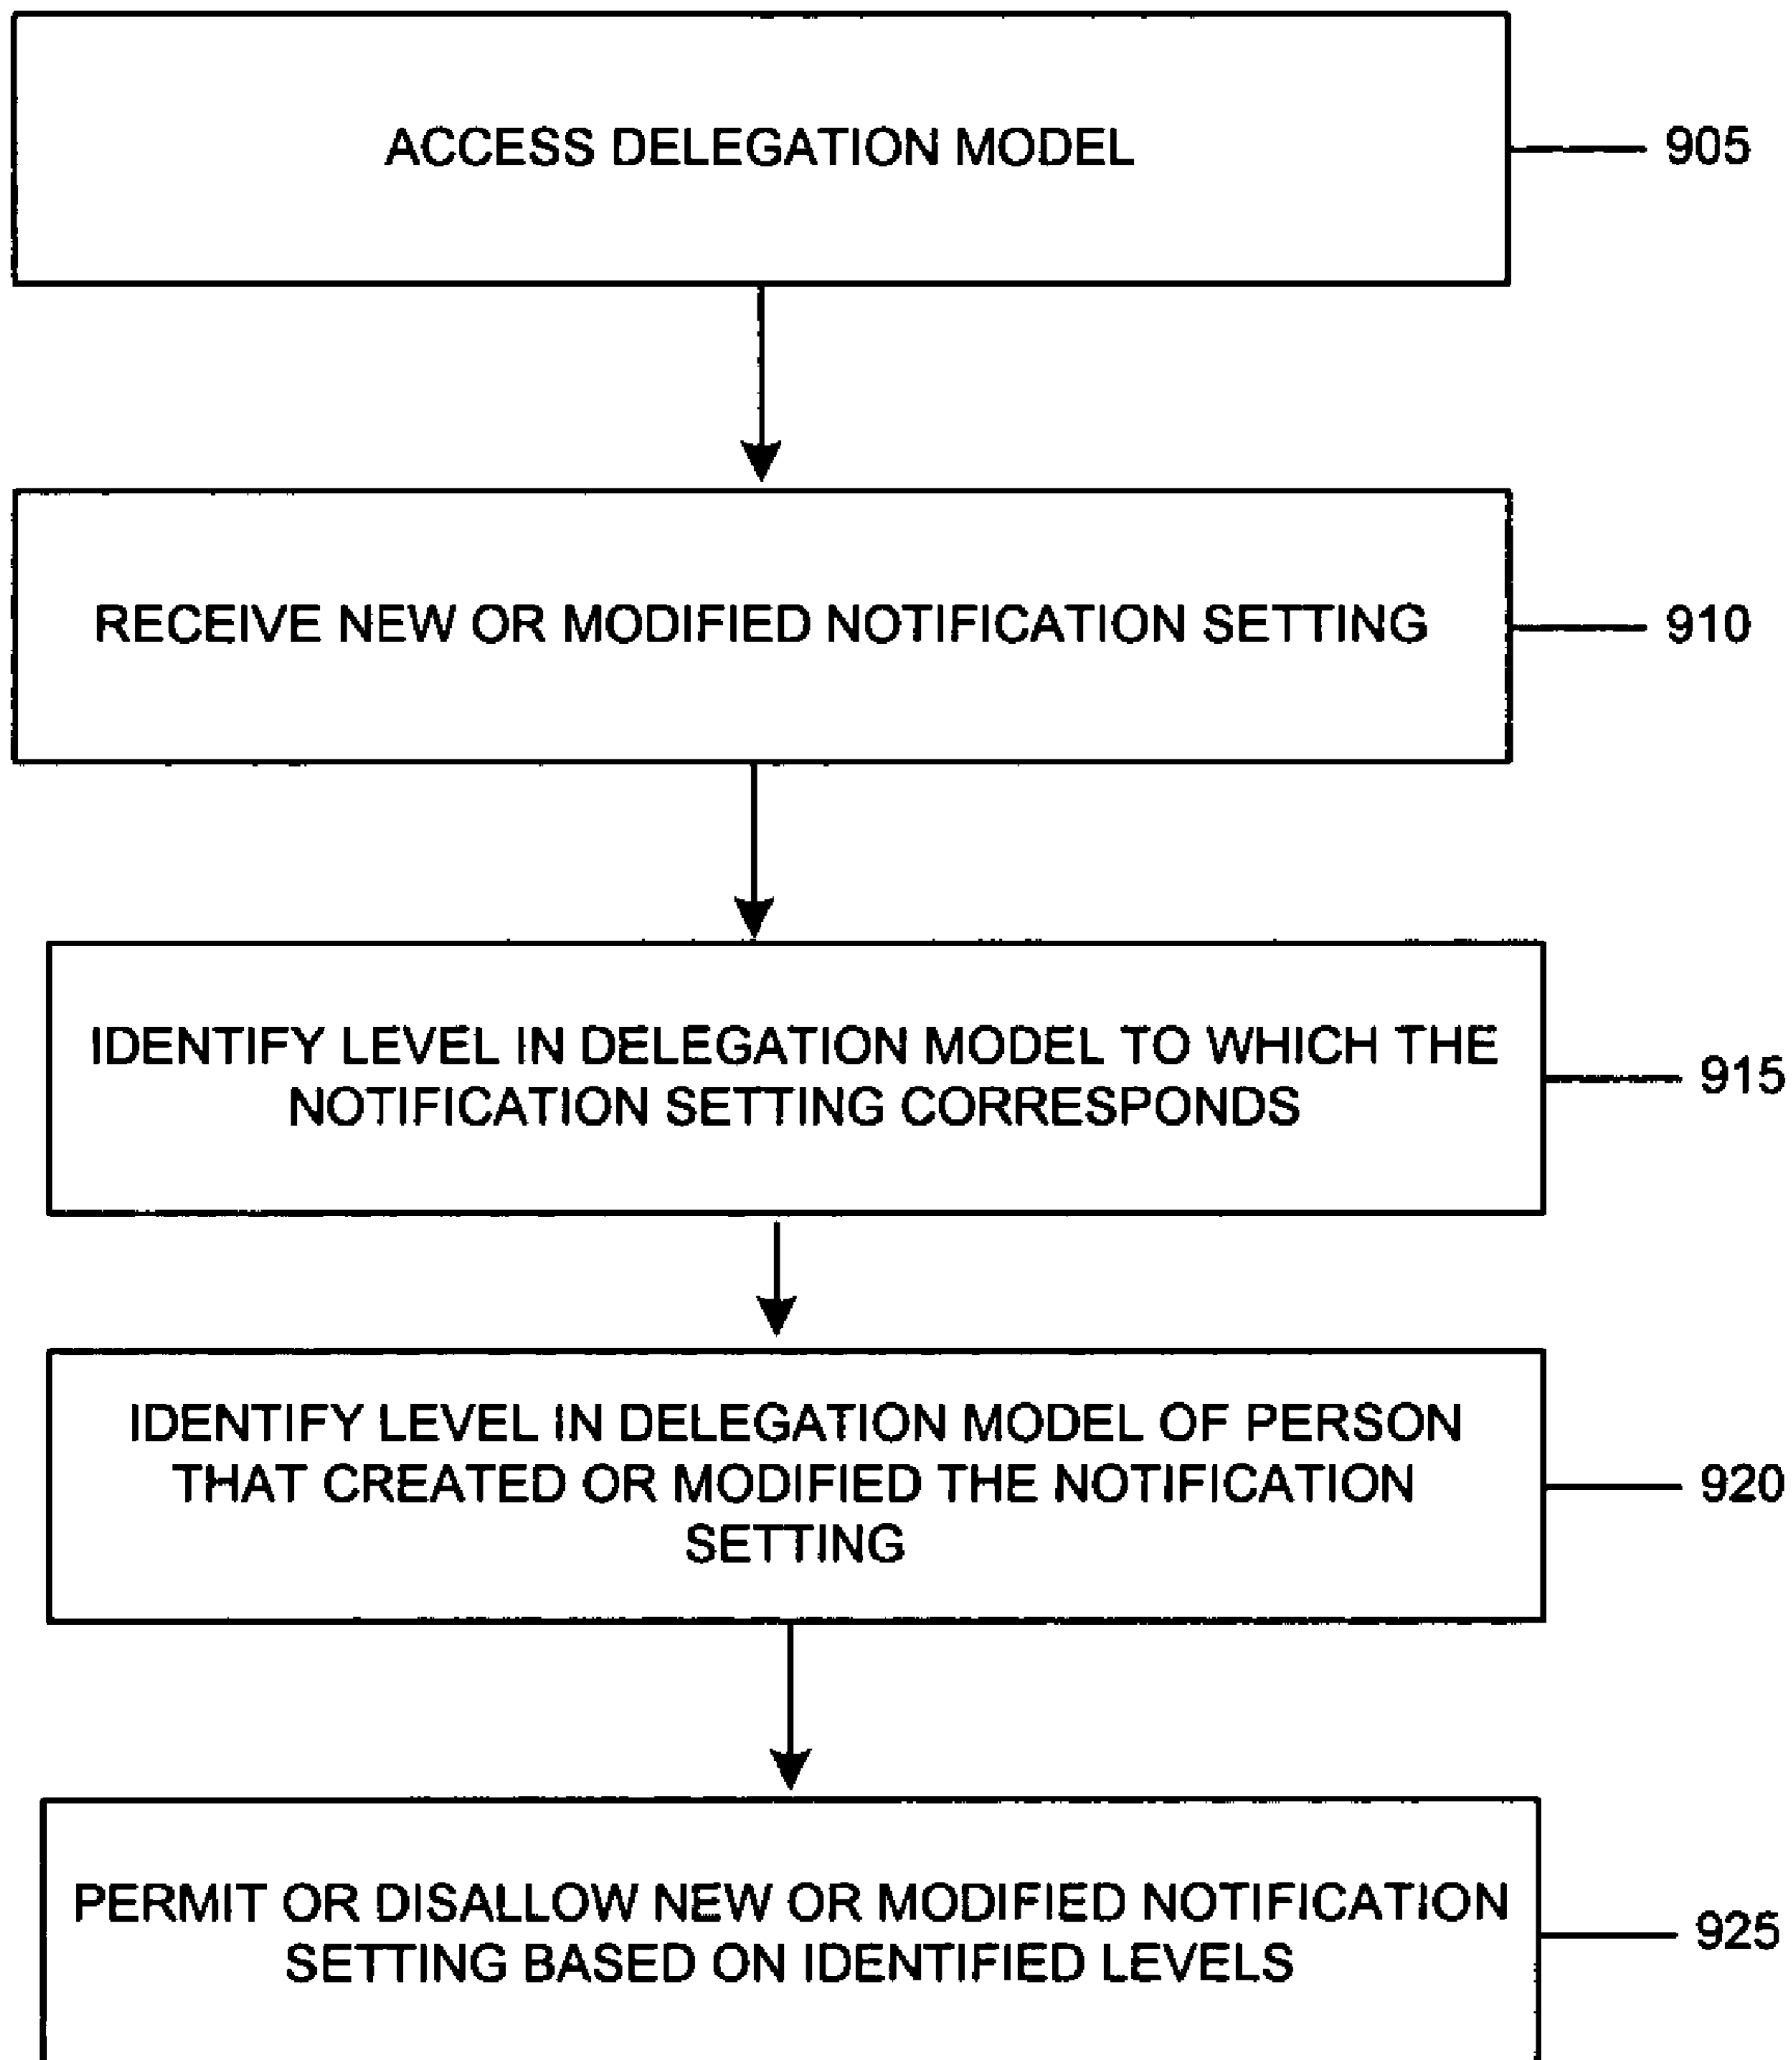 ACCESS DELEGATION MODEL
905
RECEIVE NEW OR MODIFIED NOTIFICATION SETTING
910
IDENTIFY LEVEL IN DELEGATION MODEL TO WHICH THE
NOTIFICATION SETTING CORRESPONDS
915
IDENTIFY LEVEL IN DELEGATION MODEL OF PERSON
THAT CREATED OR MODIFIED THE NOTIFICATION
SETTING
920
PERMIT OR DISALLOW NEW OR MODIFIED NOTIFICATION
SETTING BASED ON IDENTIFIED LEVELS
925